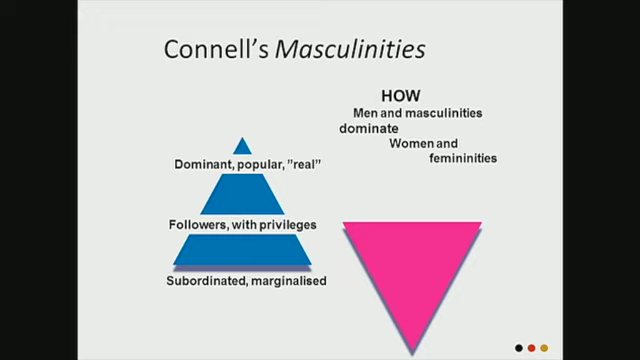 Connell's Masculinities
HOW
Men and masculinities
dominate
Women and
femininities
Dominant, popular, "real"
Followers, with privileges
Subordinated, marginalised